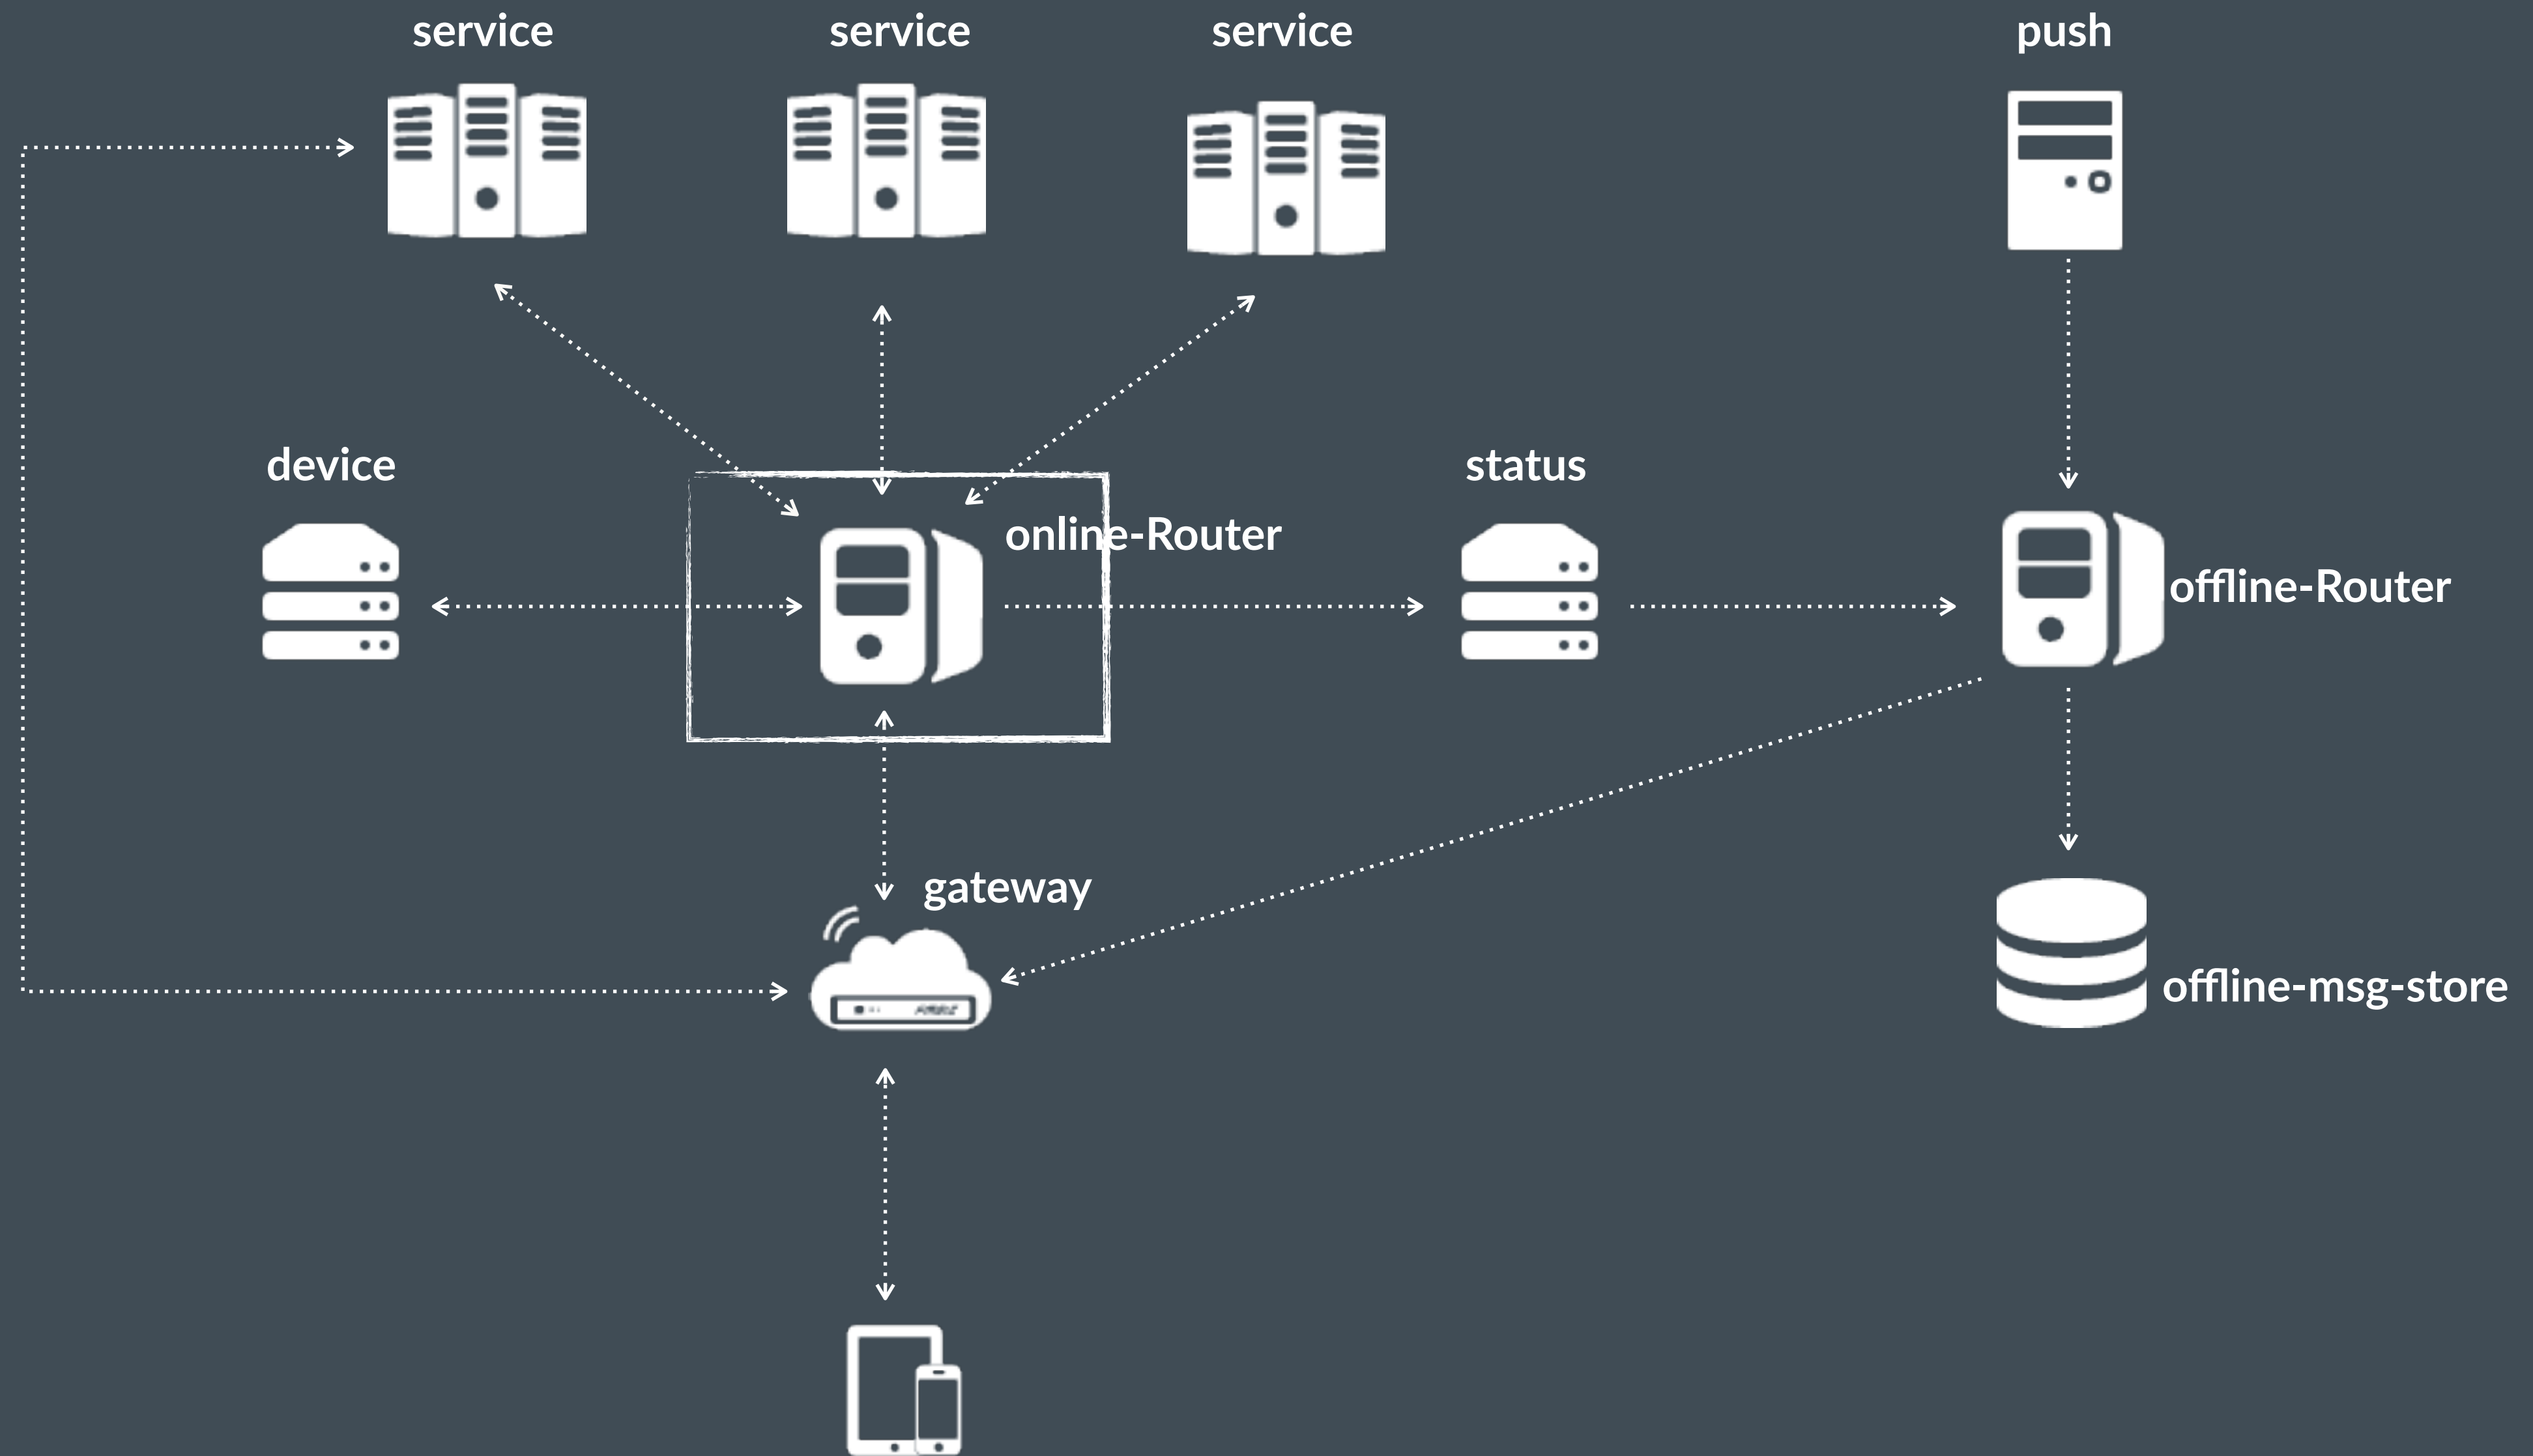 service
service
service
push
device
status
online-Router
offline-Router
gateway
offline-msg-store